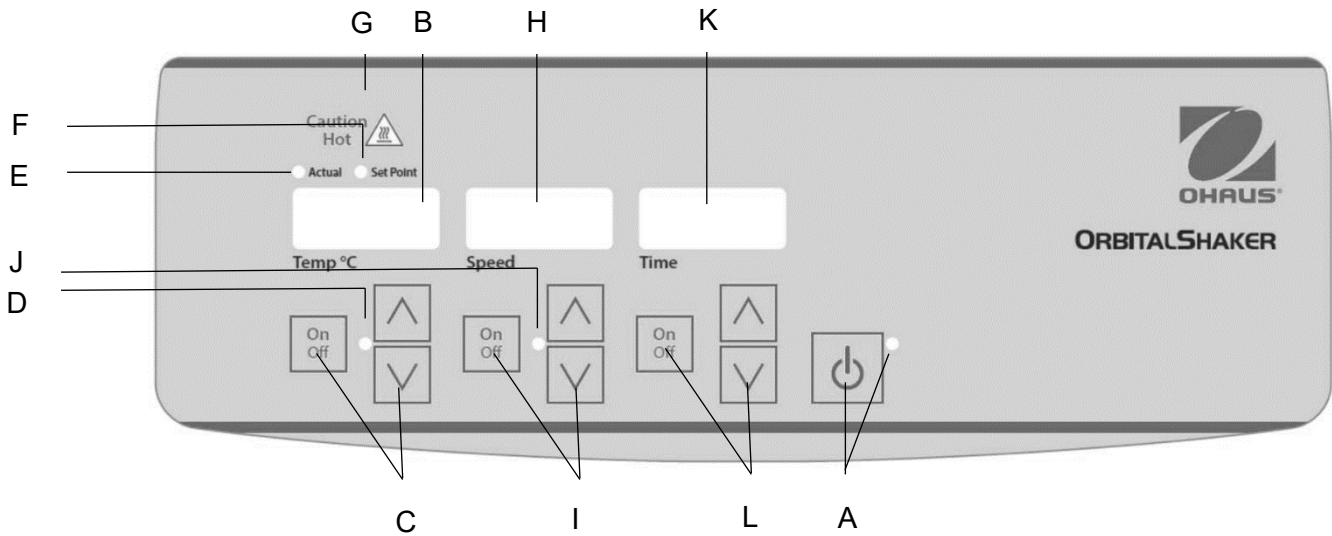 G B H K
F
Caution
Hot
E
Actual Set Point
OHAUS®
ORBITALSHAKER
J
Temp °C Speed Time
D
On On On
Off Off Off
C I L A